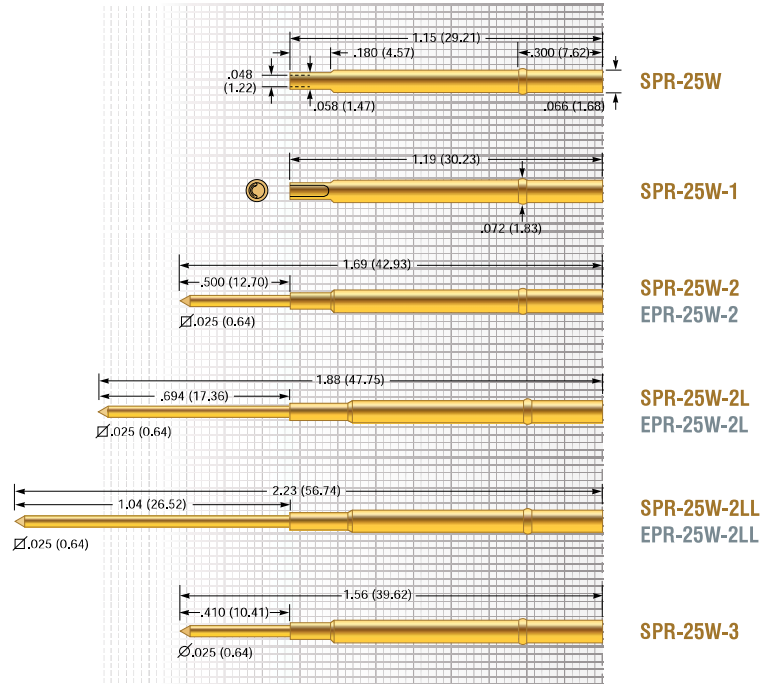 1.15 (29.21)
.180 (4.57)
.300 (7.62)
.048
(1.22)
.058 (1.47)
.066 (1.68)
SPR-25W
1.19 (30.23)
.072 (1.83)
SPR-25W-1
1.69 (42.93)
.500 (12.70)
.025 (0.64)
SPR-25W-2
EPR-25W-2
1.88 (47.75)
.694 (17.36)
.025 (0.64)
SPR-25W-2L
EPR-25W-2L
2.23 (56.74)
1.04 (26.52)
.025 (0.64)
SPR-25W-2LL
EPR-25W-2LL
1.56 (39.62)
.410 (10.41)
Ø.025 (0.64)
SPR-25W-3